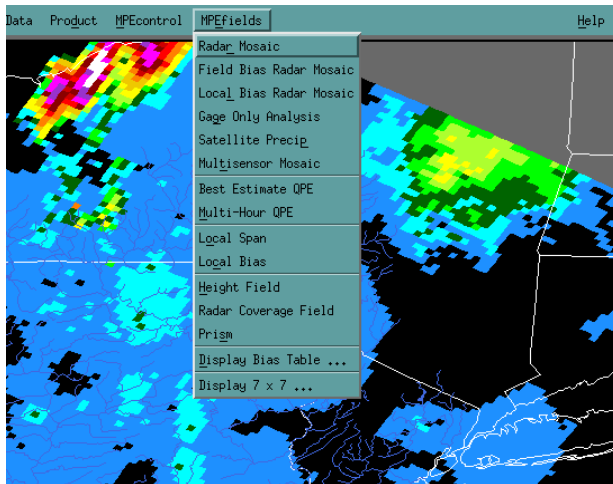 Data Product MPEcontrol MPEfields Help
Radar Mosaic
Field Bias Radar Mosaic
Local Bias Radar Mosaic
Gage Only Analysis
Satellite Precip
Multisensor Mosaic
Best Estimate QPE
Multi-Hour QPE
Local Span
Local Bias
Height Field
Radar Coverage Field
Prism
Display Bias Table ...
Display 7 x 7 ...